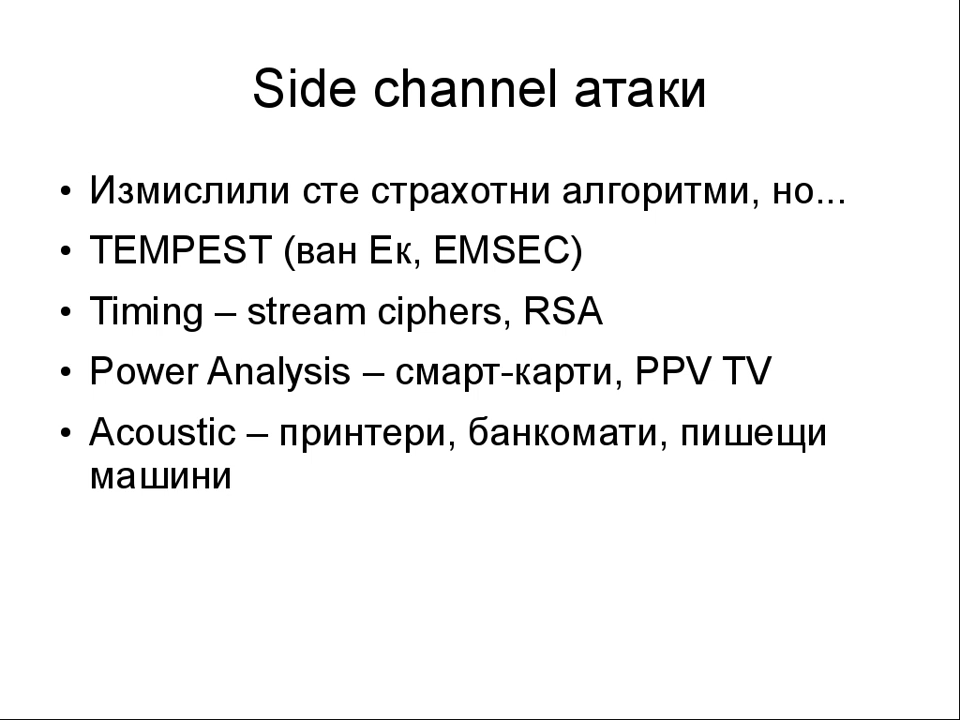 Side channel атаки
• Измислили сте страхотни алгоритми, но...
• TEMPEST (ван Ек, EMSEC)
• Timing – stream ciphers, RSA
• Power Analysis – смарт-карти, PPV TV
• Acoustic – принтери, банкомати, пишещи
машини